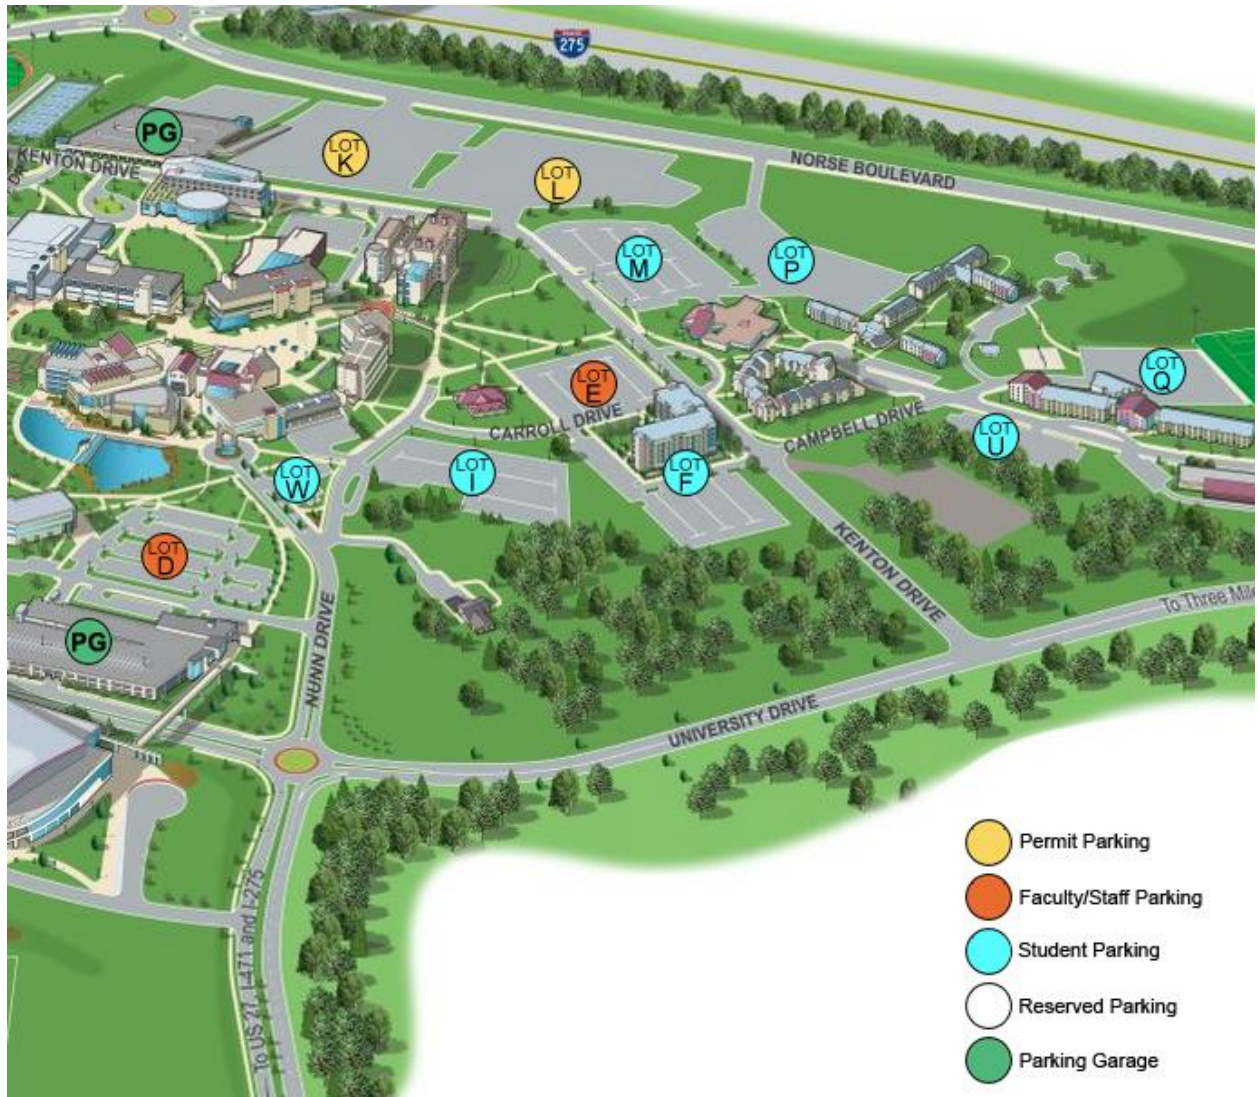 275
PG
KENTON DRIVE
LOT
K
LOT
L
NORSE BOULEVARD
LOT
M
LOT
P
LOT
E
LOT
Q
CARROLL DRIVE
CAMPBELL DRIVE
LOT
U
LOT
W
LOT
I
LOT
F
LOT
D
KENTON DRIVE
To Three Mile
PG
NUNN DRIVE
UNIVERSITY DRIVE
To US 27, I-471 and I-275
Permit Parking
Faculty/Staff Parking
Student Parking
Reserved Parking
Parking Garage